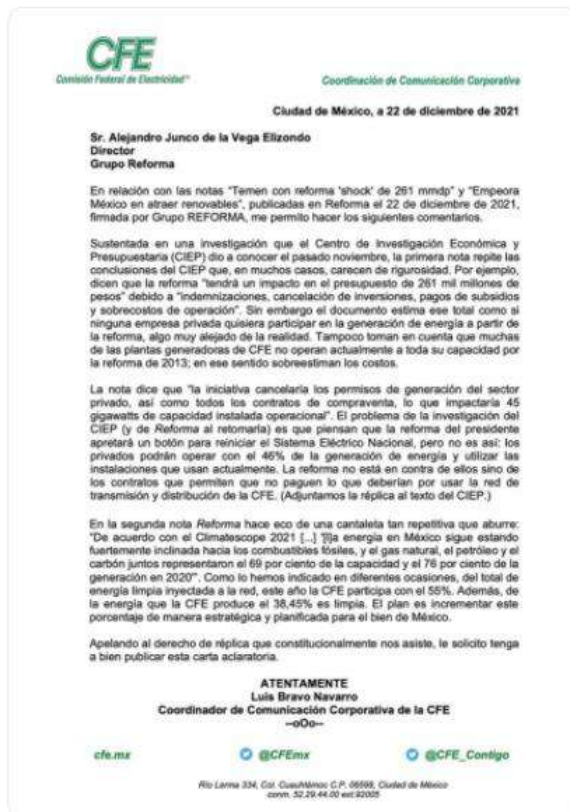 CFE
Comisión Federal de Electricidad
Coordinación de Comunicación Corporativa
Ciudad de México, a 22 de diciembre de 2021
Sr. Alejandro Junco de la Vega Elizondo
Director
Grupo Reforma
En relación con las notas "Temen con reforma 'shock' de 261 mmdp" y "Empeora
México en atraer renovables", publicadas en Reforma el 22 de diciembre de 2021,
firmada por Grupo REFORMA, me permito hacer los siguientes comentarios.
Sustentada en una investigación que el Centro de Investigación Económica y
Presupuestaria (CIEP) dio a conocer el pasado noviembre, la primera nota repite las
conclusiones del CIEP que, en muchos casos, carecen de rigurosidad. Por ejemplo,
dicen que la reforma "tendrá un impacto en el presupuesto de 261 mil millones de
pesos" debido a "indemnizaciones, cancelación de inversiones, pagos de subsidios
y sobrecostos de operación". Sin embargo el documento estima ese total como si
ninguna empresa privada quisiera participar en la generación de energía a partir de
la reforma, algo muy alejado de la realidad. Tampoco toman en cuenta que muchas
de las plantas generadoras de CFE no operan actualmente a toda su capacidad por
la reforma de 2013; en ese sentido sobreestiman los costos.
La nota dice que "la iniciativa cancelaría los permisos de generación del sector
privado, así como todos los contratos de compraventa, lo que impactaría 45
gigawatts de capacidad instalada operacional". El problema de la investigación del
CIEP (y de Reforma al retomarla) es que piensan que la reforma del presidente
apretará un botón para reiniciar el Sistema Eléctrico Nacional, pero no es así: los
privados podrán operar con el 46% de la generación de energía y utilizar las
instalaciones que usan actualmente. La reforma no está en contra de ellos sino de
los contratos que permiten que no paguen lo que deberían por usar la red de
transmisión y distribución de la CFE. (Adjuntamos la réplica al texto del CIEP.)
En la segunda nota Reforma hace eco de una cantaleta tan repetitiva que aburre:
"De acuerdo con el Climatescope 2021 [...] '[l]a energía en México sigue estando
fuertemente inclinada hacia los combustibles fósiles, y el gas natural, el petróleo y el
carbón juntos representaron el 69 por ciento de la capacidad y el 76 por ciento de la
generación en 2020'". Como lo hemos indicado en diferentes ocasiones, del total de
energía limpia inyectada a la red, este año la CFE participa con el 55%. Además, de
la energía que la CFE produce el 38,45% es limpia. El plan es incrementar este
porcentaje de manera estratégica y planificada para el bien de México.
Apelando al derecho de réplica que constitucionalmente nos asiste, le solicito tenga
a bien publicar esta carta aclaratoria.
ATENTAMENTE
Luis Bravo Navarro
Coordinador de Comunicación Corporativa de la CFE
--oOo--
cfe.mx @CFEmx @CFE_Contigo
Río Lerma 334, Col. Cuauhtémoc C.P. 06598, Ciudad de México
conm. 52.29.44.00 ext.92005